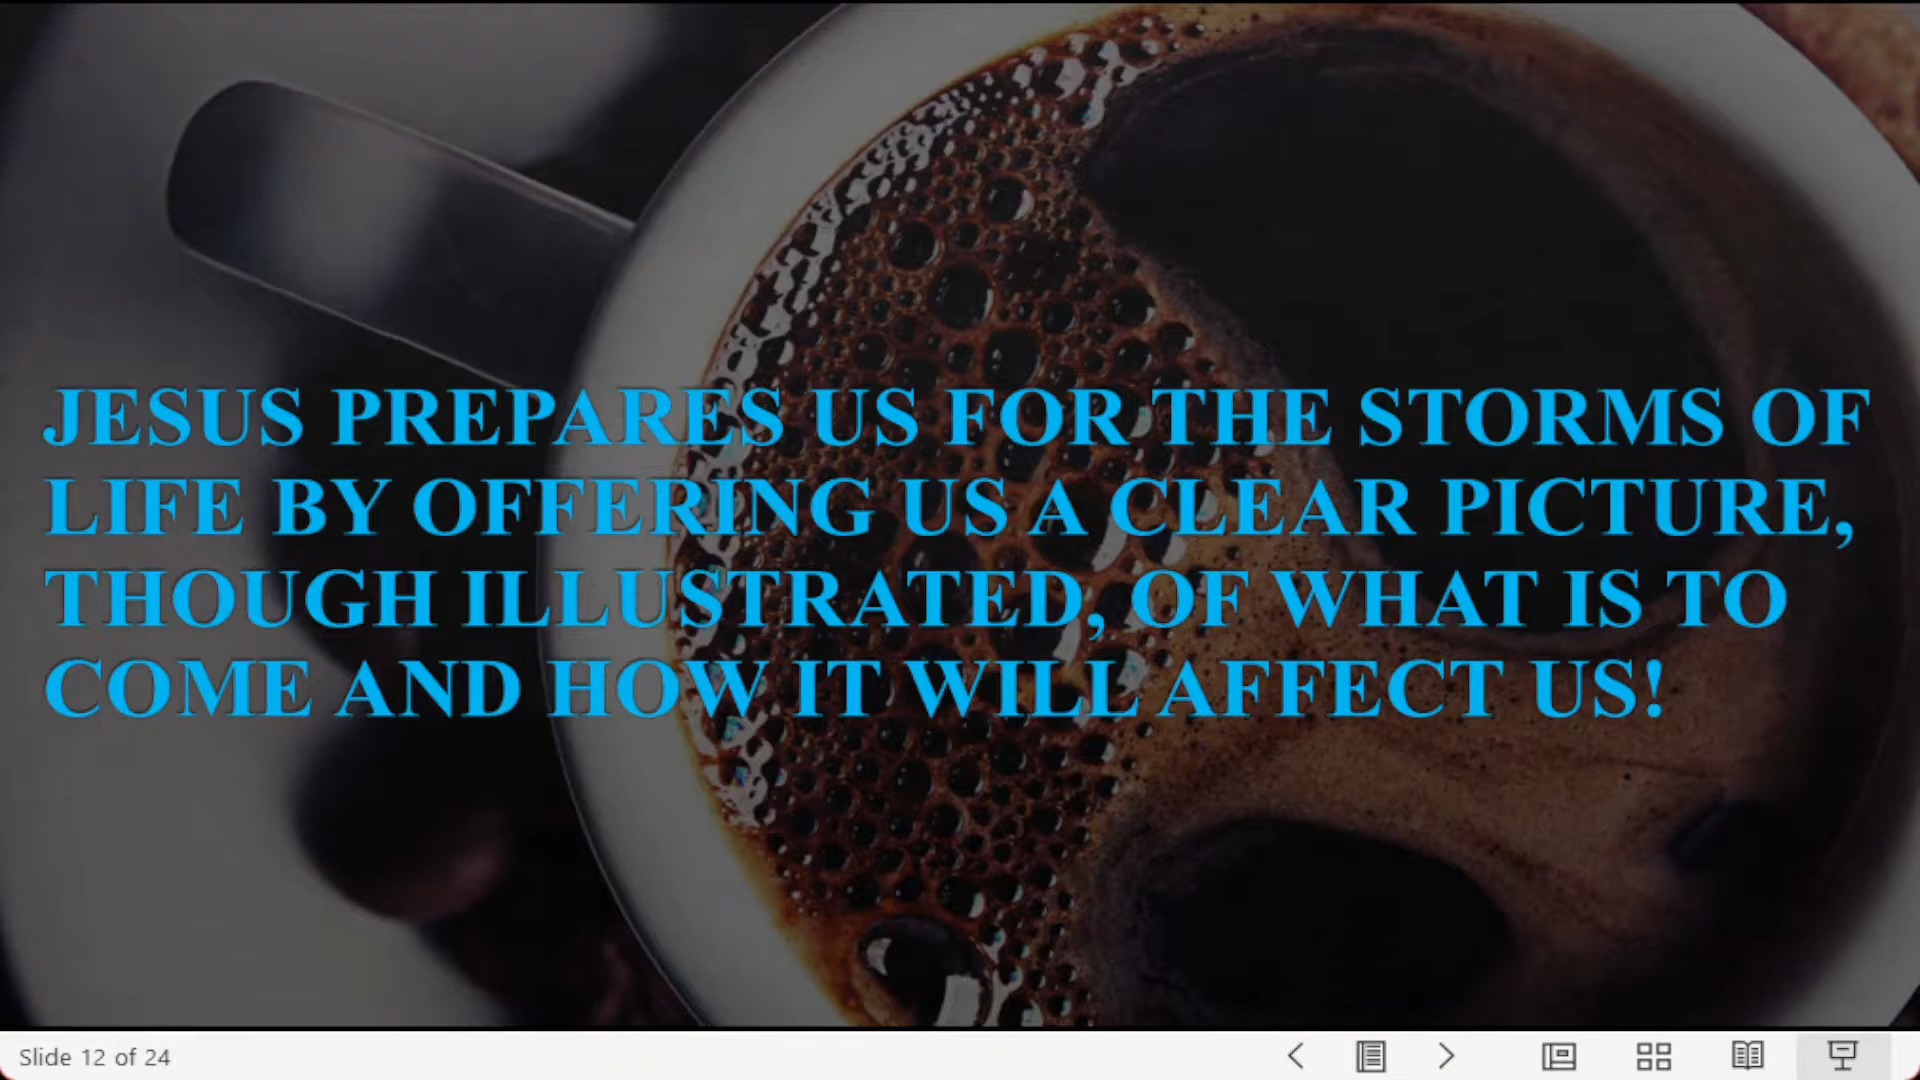 JESUS PREPARES US FOR THE STORMS OF
LIFE BY OFFERING US A CLEAR PICTURE,
THOUGH ILLUSTRATED, OF WHAT IS TO
COME AND HOW IT WILL AFFECT US!
Slide 12 of 24